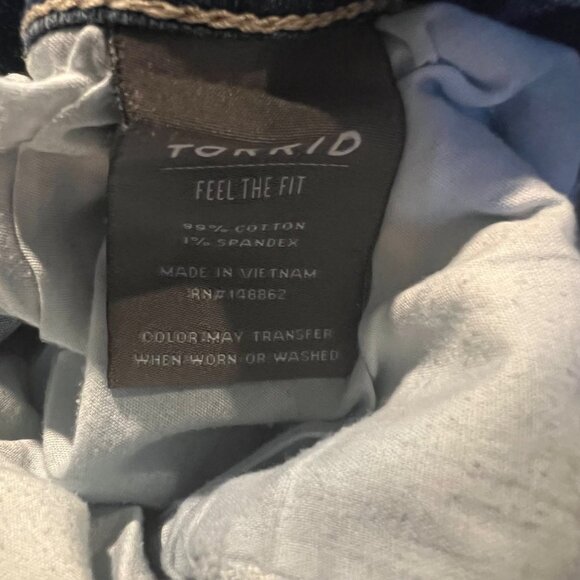 TORRID
FEEL THE FIT
99% COTTON
1% SPANDEX
MADE IN VIETNAM
RN#148862
COLOR MAY TRANSFER
WHEN WORN OR WASHED